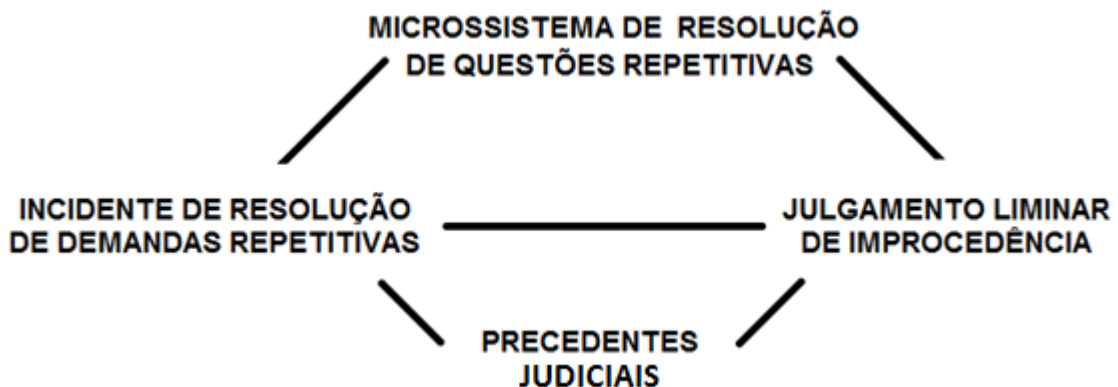 MICROSSISTEMA DE RESOLUÇÃO
DE QUESTÕES REPETITIVAS
INCIDENTE DE RESOLUÇÃO
DE DEMANDAS REPETITIVAS
JULGAMENTO LIMINAR
DE IMPROCEDÊNCIA
PRECEDENTES
JUDICIAIS